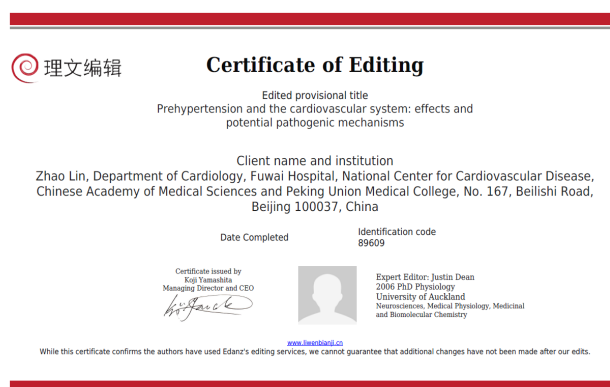 理文编辑
Certificate of Editing
Edited provisional title
Prehypertension and the cardiovascular system: effects and
potential pathogenic mechanisms
Client name and institution
Zhao Lin, Department of Cardiology, Fuwai Hospital, National Center for Cardiovascular Disease,
Chinese Academy of Medical Sciences and Peking Union Medical College, No. 167, Beilishi Road,
Beijing 100037, China
Date Completed
Identification code
89609
Certificate issued by
Koji Yamashita
Managing Director and CEO
Expert Editor: Justin Dean
2006 PhD Physiology
University of Auckland
Neurosciences, Medical Physiology, Medicinal
and Biomolecular Chemistry
www.liwenbianji.cn
While this certificate confirms the authors have used Edanz's editing services, we cannot guarantee that additional changes have not been made after our edits.